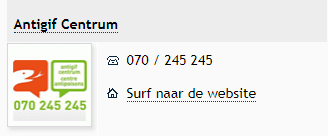 Antigif Centrum
antigif
centrum
centre
antipoisons
070 245 245
070 / 245 245
Surf naar de website